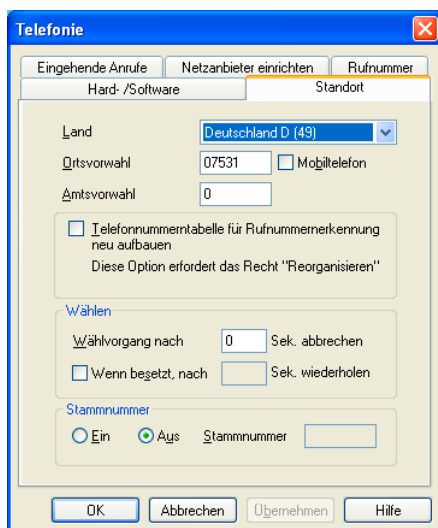 Telefonie
Eingehende Anrufe Netzanbieter einrichten Rufnummer
Hard- /Software Standort
Land Deutschland D (49)
Ortsvorwahl 07531 Mobiltelefon
Amtsvorwahl 0
Telefonnummerntabelle für Rufnummernerkennung
neu aufbauen
Diese Option erfordert das Recht "Reorganisieren"
Wählen
Wählvorgang nach 0 Sek. abbrechen
Wenn besetzt, nach Sek. wiederholen
Stammnummer
Ein Aus Stammnummer
OK Abbrechen Übernehmen Hilfe